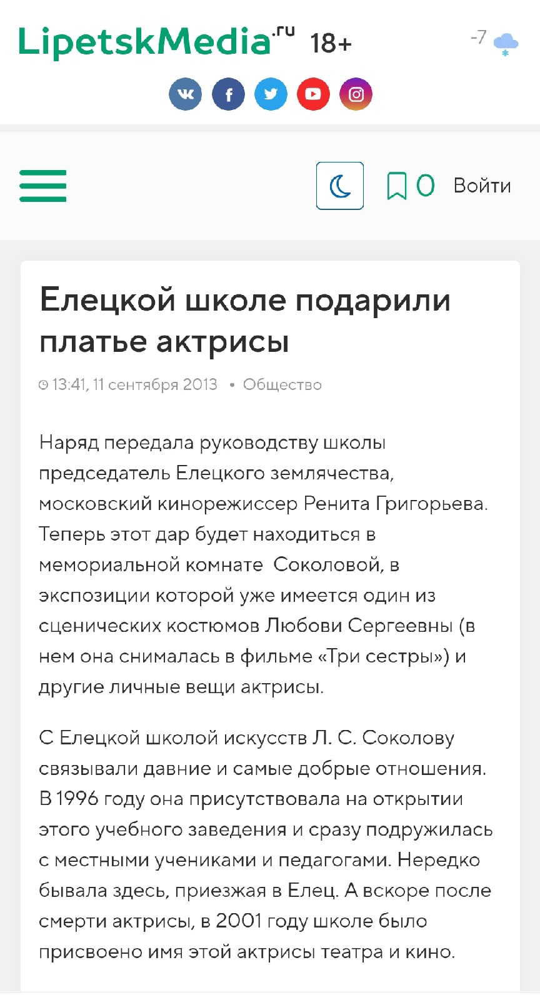 LipetskMedia.ru 18+ -7
Елецкой школе подарили
платье актрисы
13:41, 11 сентября 2013 • Общество
0 Войти
Наряд передала руководству школы
председатель Елецкого землячества,
московский кинорежиссер Ренита Григорьева.
Теперь этот дар будет находиться в
мемориальной комнате Соколовой, в
экспозиции которой уже имеется один из
сценических костюмов Любови Сергеевны (в
нем она снималась в фильме «Три сестры») и
другие личные вещи актрисы.
С Елецкой школой искусств Л. С. Соколову
связывали давние и самые добрые отношения.
В 1996 году она присутствовала на открытии
этого учебного заведения и сразу подружилась
с местными учениками и педагогами. Нередко
бывала здесь, приезжая в Елец. А вскоре после
смерти актрисы, в 2001 году школе было
присвоено имя этой актрисы театра и кино.